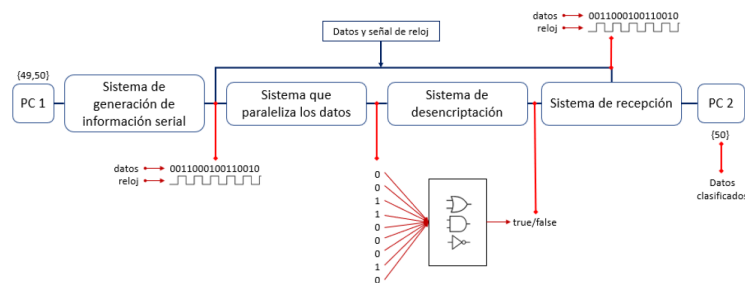 datos 0011000100110010
reloj
Datos y señal de reloj
{49,50}
PC 1
Sistema de
generación de
información serial
Sistema que
paraleliza los datos
Sistema de
desencriptación
Sistema de recepción
PC 2
{50}
Datos
clasificados
datos 0011000100110010
reloj
0
0
1
1
0
0
0
1
0
true/false